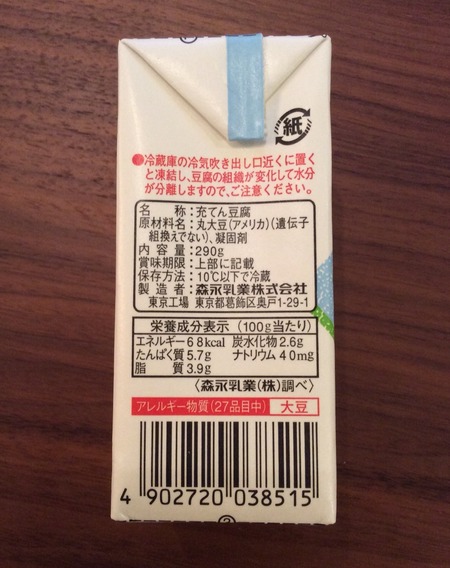 紙
冷蔵庫の冷気吹き出し口近くに置く
と凍結し、豆腐の組織が変化して水分
が分離しますので、ご注意ください。
名称:充てん豆腐
原材料名:丸大豆(アメリカ)(遺伝子
組換えでない)、凝固剤
内容量:290g
賞味期限:上部に記載
保存方法:10℃以下で冷蔵
製造者:森永乳業株式会社
東京工場 東京都葛飾区奥戸1-29-1
栄養成分表示(100g当たり)
エネルギー68kcal 炭水化物2.6g
たんぱく質5.7g ナトリウム40mg
脂質3.9g
〈森永乳業(株)調べ〉
アレルギー物質(27品目中) 大豆
4 902720 038515